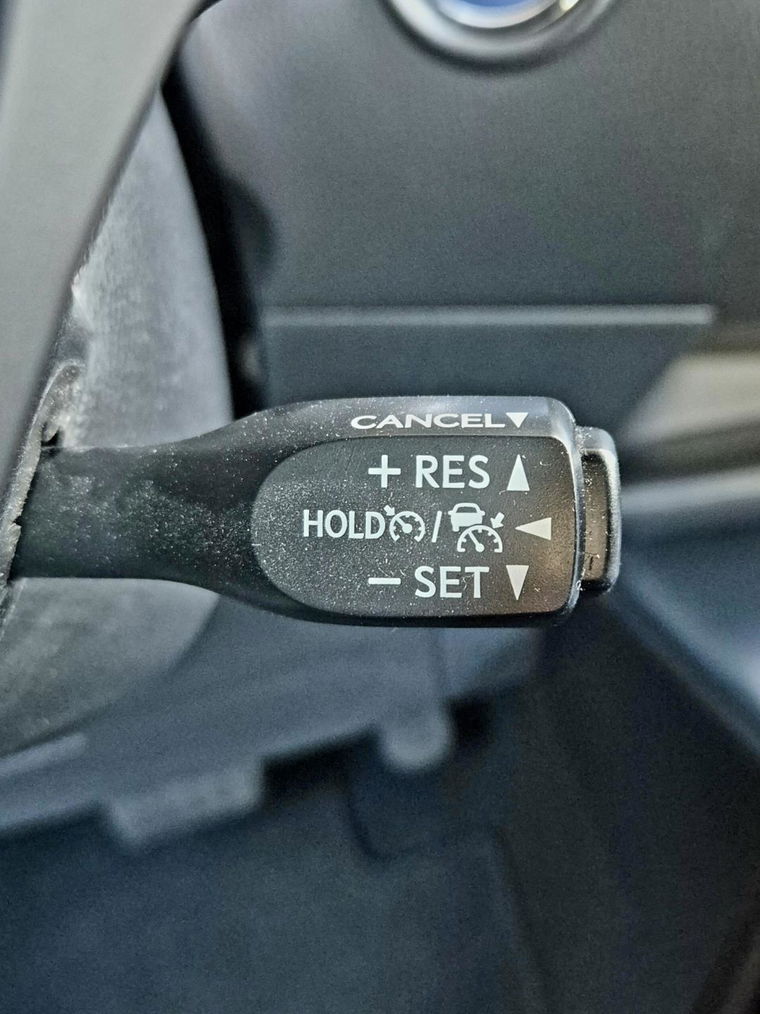 CANCEL▼
+ RES ▲
HOLD / ◀
− SET ▼